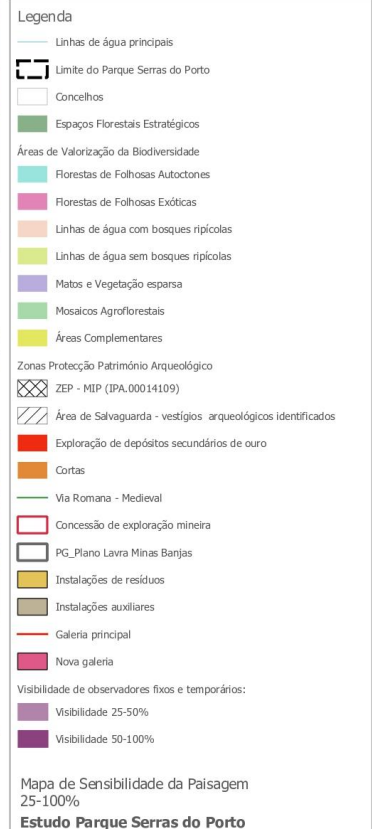 Legenda
Linhas de água principais
Limite do Parque Serras do Porto
Concelhos
Espaços Florestais Estratégicos
Áreas de Valorização da Biodiversidade
Florestas de Folhosas Autoctones
Florestas de Folhosas Exóticas
Linhas de água com bosques ripícolas
Linhas de água sem bosques ripícolas
Matos e Vegetação esparsa
Mosaicos Agroflorestais
Áreas Complementares
Zonas Protecção Património Arqueológico
ZEP - MIP (IPA.00014109)
Área de Salvaguarda - vestígios arqueológicos identificados
Exploração de depósitos secundários de ouro
Cortas
Via Romana - Medieval
Concessão de exploração mineira
PG_Plano Lavra Minas Banjas
Instalações de resíduos
Instalações auxiliares
Galeria principal
Nova galeria
Visibilidade de observadores fixos e temporários:
Visibilidade 25-50%
Visibilidade 50-100%
Mapa de Sensibilidade da Paisagem
25-100%
Estudo Parque Serras do Porto